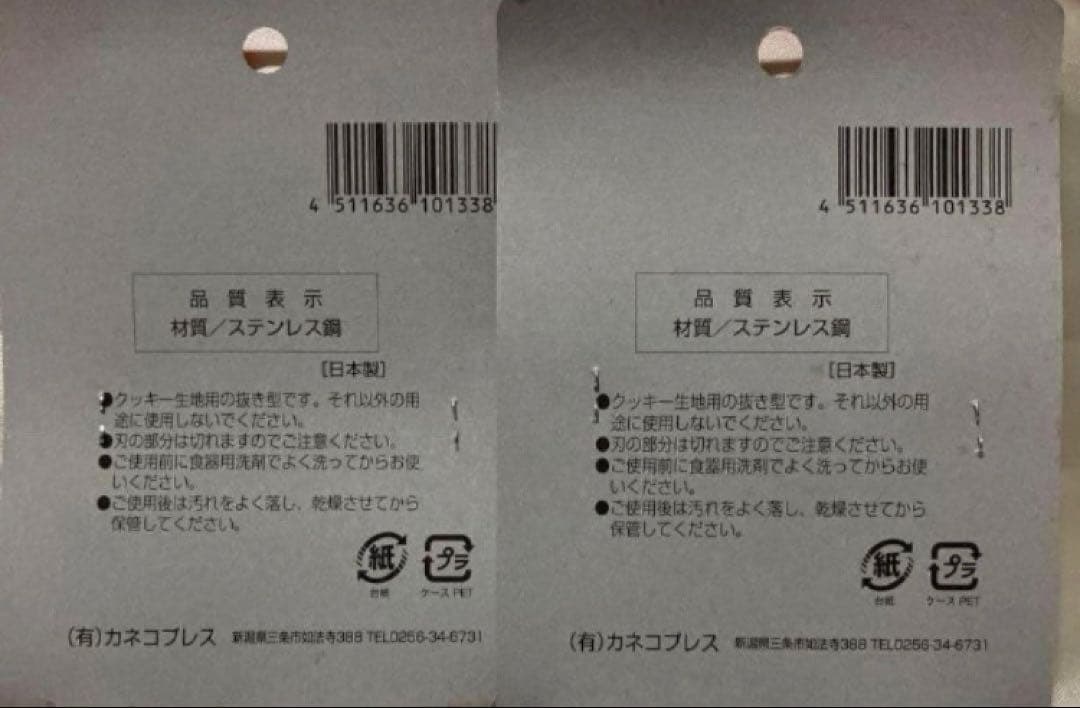 4 511636 101338
品質表示
材質/ステンレス鋼
[日本製]
●クッキー生地用の抜き型です。それ以外の用
途に使用しないでください。
●刃の部分は切れますのでご注意ください。
●ご使用前に食器用洗剤でよく洗ってからお使
いください。
●ご使用後は汚れをよく落し、乾燥させてから
保管してください。
紙 プラ
台紙 ケース PET
(有)カネコプレス 新潟県三条市如法寺388 TEL0256-34-6731
4 511636 101338
品質表示
材質/ステンレス鋼
[日本製]
●クッキー生地用の抜き型です。それ以外の用
途に使用しないでください。
●刃の部分は切れますのでご注意ください。
●ご使用前に食器用洗剤でよく洗ってからお使
いください。
●ご使用後は汚れをよく落し、乾燥させてから
保管してください。
紙 プラ
台紙 ケース PET
(有)カネコプレス 新潟県三条市如法寺388 TEL0256-34-6731